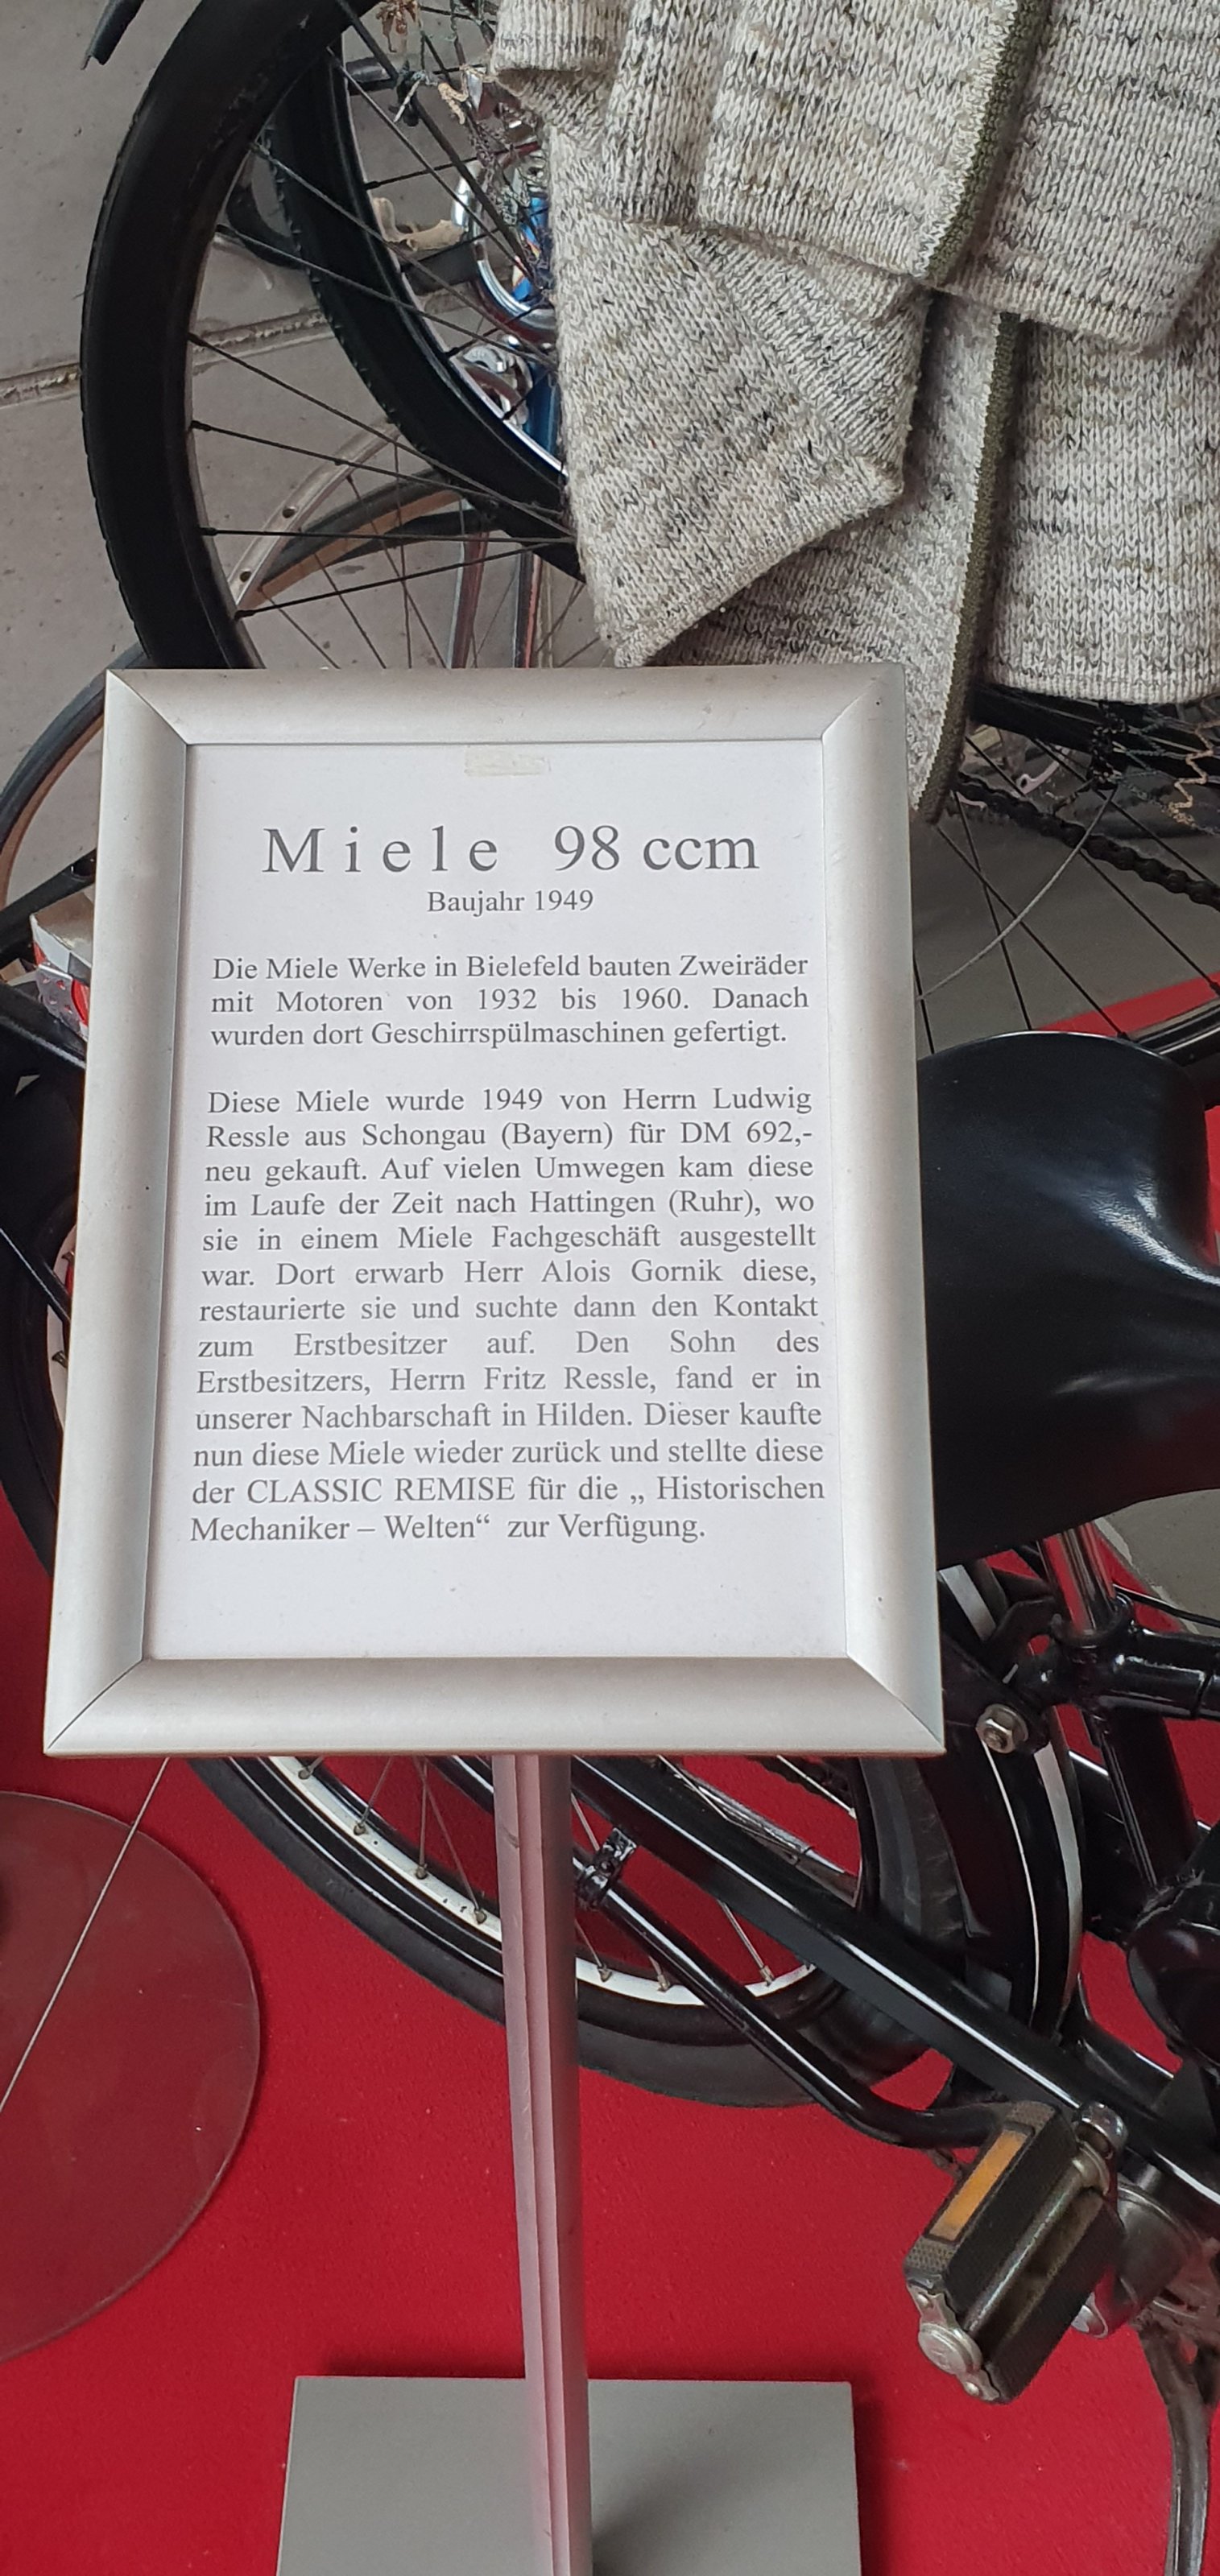 Miele 98 ccm
Baujahr 1949
Die Miele Werke in Bielefeld bauten Zweiräder
mit Motoren von 1932 bis 1960. Danach
wurden dort Geschirrspülmaschinen gefertigt.
Diese Miele wurde 1949 von Herrn Ludwig
Ressle aus Schongau (Bayern) für DM 692,-
neu gekauft. Auf vielen Umwegen kam diese
im Laufe der Zeit nach Hattingen (Ruhr), wo
sie in einem Miele Fachgeschäft ausgestellt
war. Dort erwarb Herr Alois Gornik diese,
restaurierte sie und suchte dann den Kontakt
zum Erstbesitzer auf. Den Sohn des
Erstbesitzers, Herrn Fritz Ressle, fand er in
unserer Nachbarschaft in Hilden. Dieser kaufte
nun diese Miele wieder zurück und stellte diese
der CLASSIC REMISE für die „ Historischen
Mechaniker – Welten“ zur Verfügung.